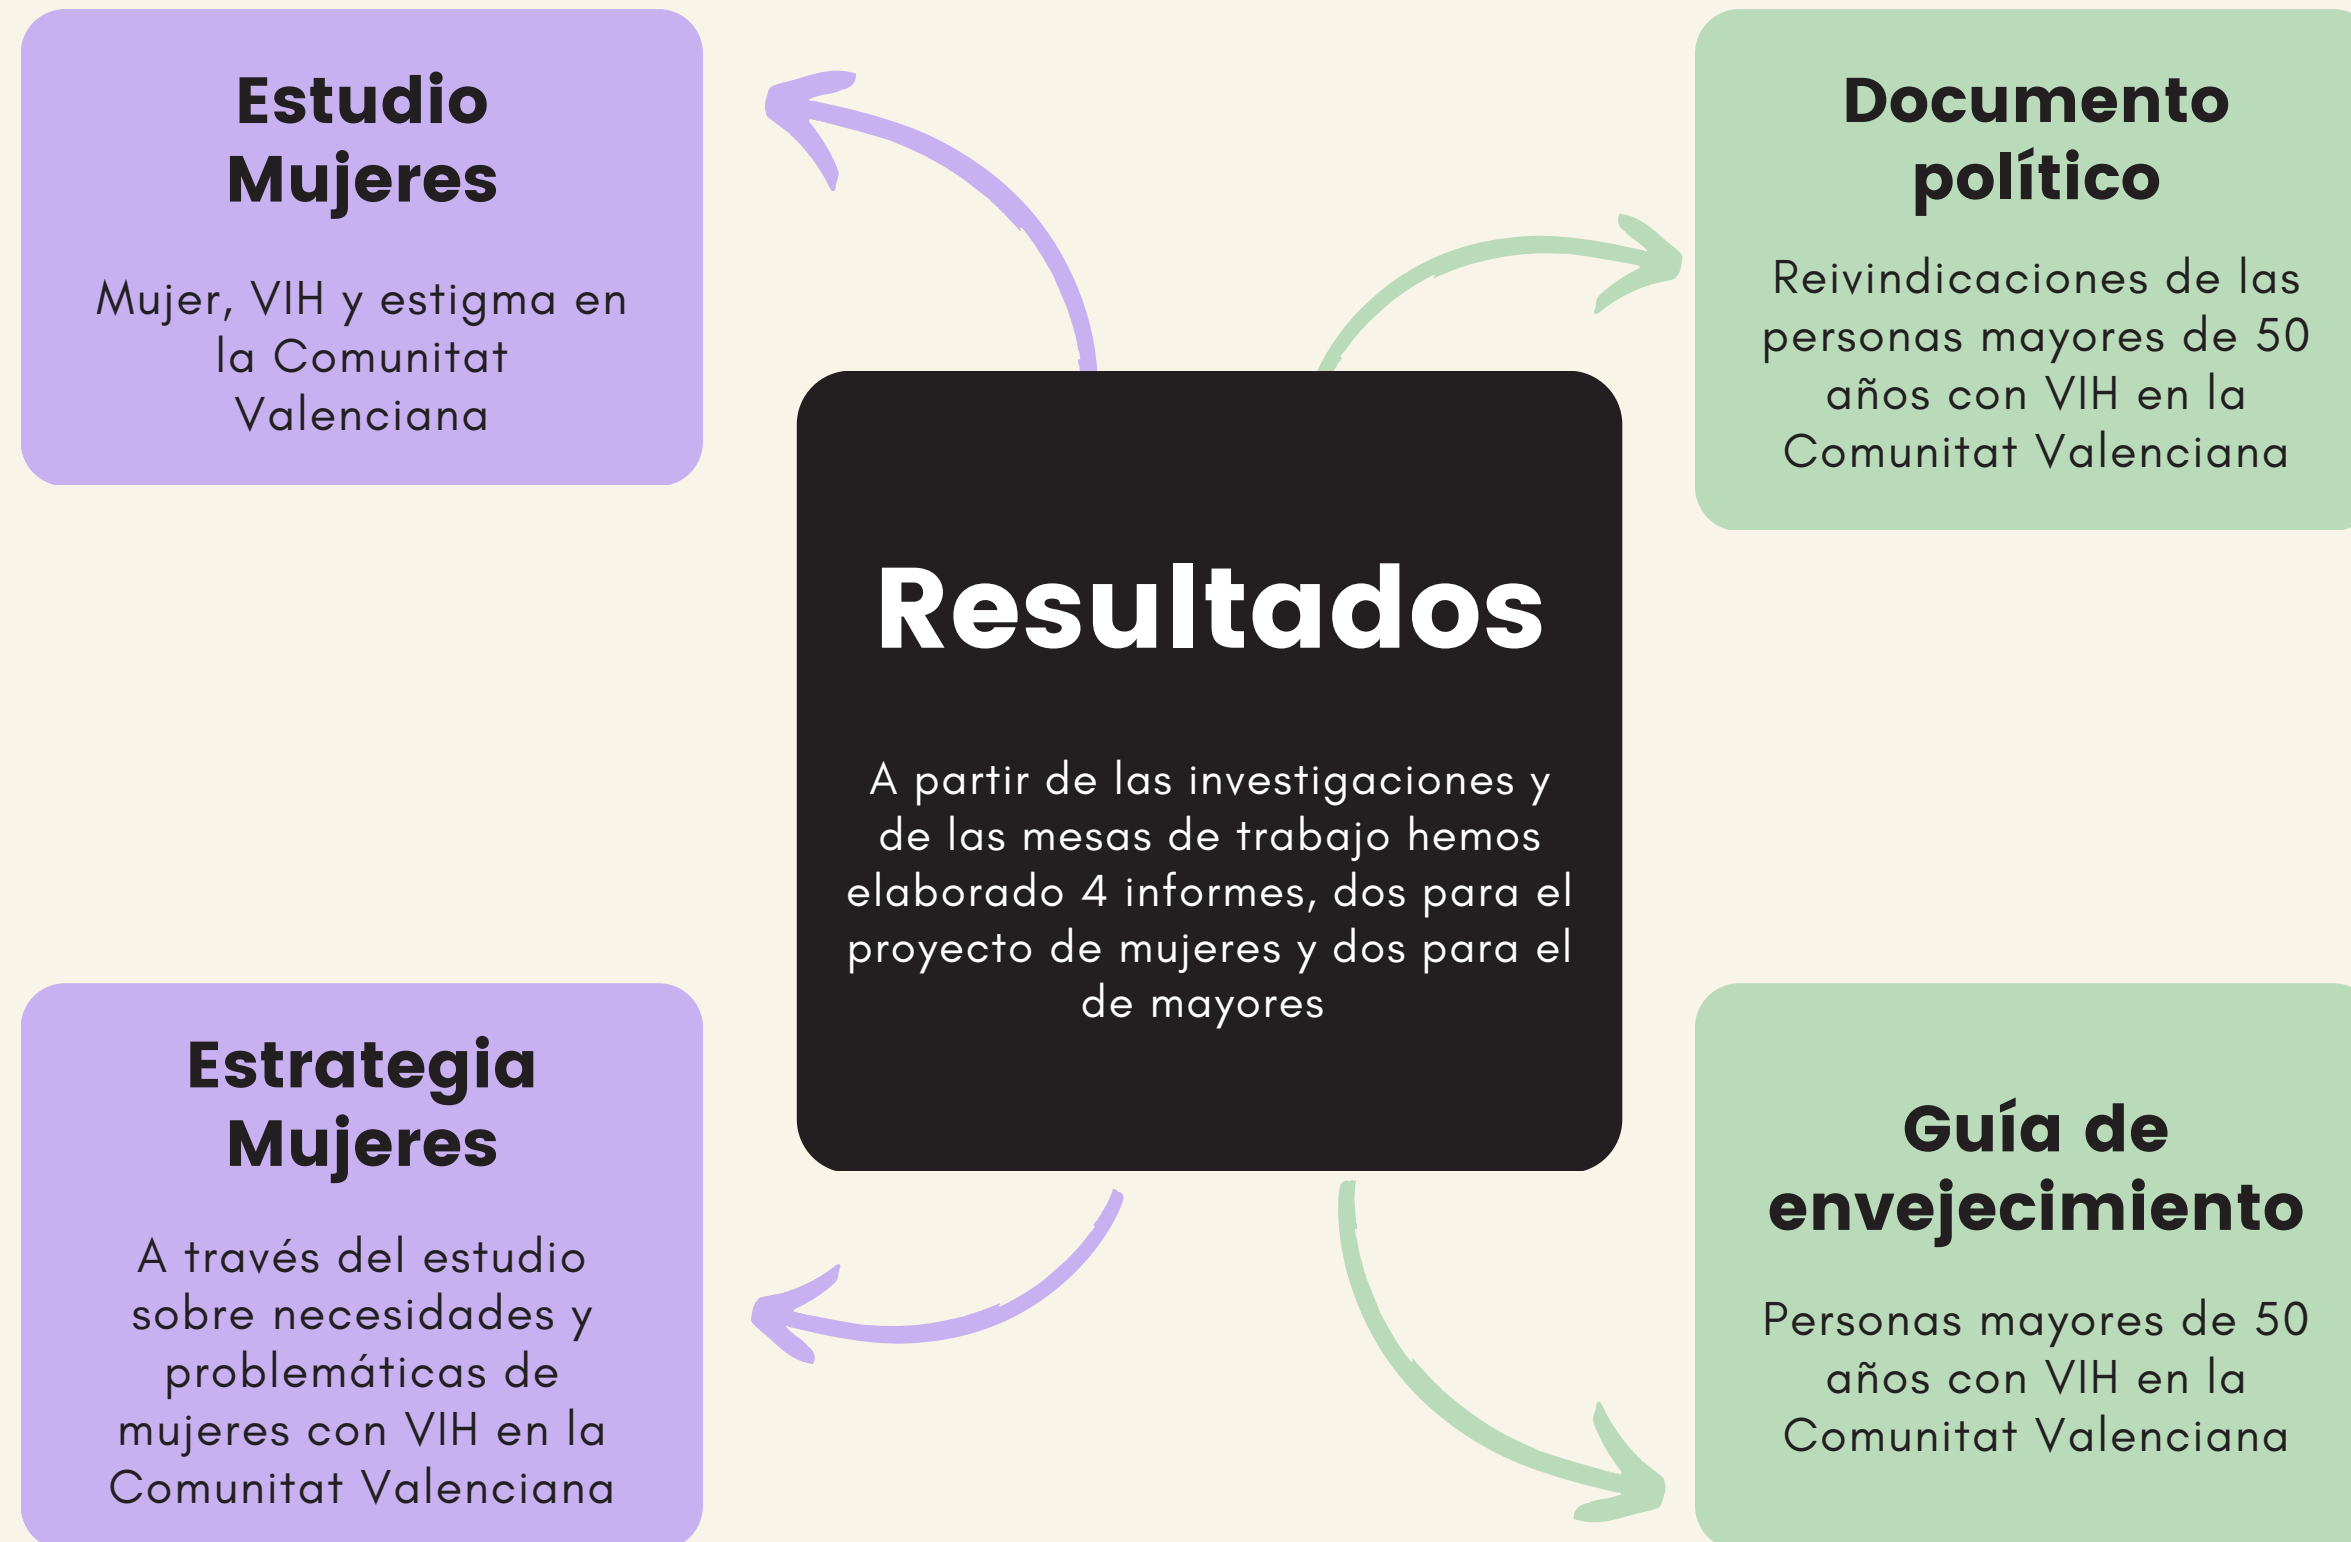 Estudio
Mujeres
Mujer, VIH y estigma en
la Comunitat
Valenciana
Documento
político
Reivindicaciones de las
personas mayores de 50
años con VIH en la
Comunitat Valenciana
Resultados
A partir de las investigaciones y
de las mesas de trabajo hemos
elaborado 4 informes, dos para el
proyecto de mujeres y dos para el
de mayores
Estrategia
Mujeres
A través del estudio
sobre necesidades y
problemáticas de
mujeres con VIH en la
Comunitat Valenciana
Guía de
envejecimiento
Personas mayores de 50
años con VIH en la
Comunitat Valenciana